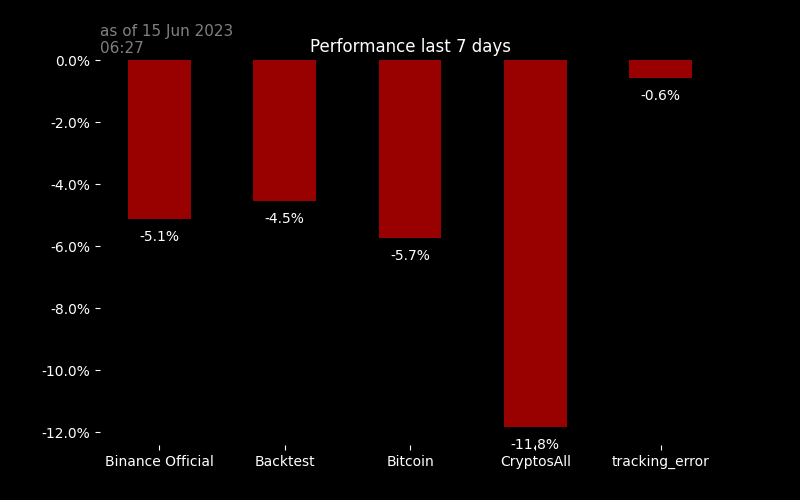 as of 15 Jun 2023
06:27
Performance last 7 days
0.0%
-2.0%
-4.0%
-6.0%
-8.0%
-10.0%
-12.0%
-5.1%
-4.5%
-5.7%
-11.8%
-0.6%
Binance Official
Backtest
Bitcoin
CryptosAll
tracking_error